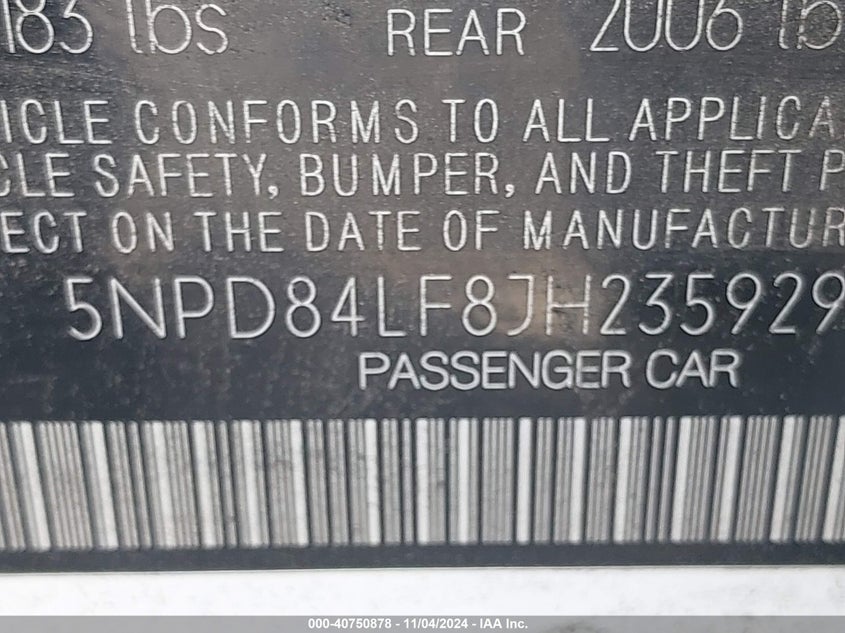 183 lbs REAR 2006 lb
ICLE CONFORMS TO ALL APPLICA
CLE SAFETY, BUMPER, AND THEFT P
ECT ON THE DATE OF MANUFACTUR
5NPD84LF8JH235929
PASSENGER CAR
000-40750878 - 11/04/2024 - IAA Inc.